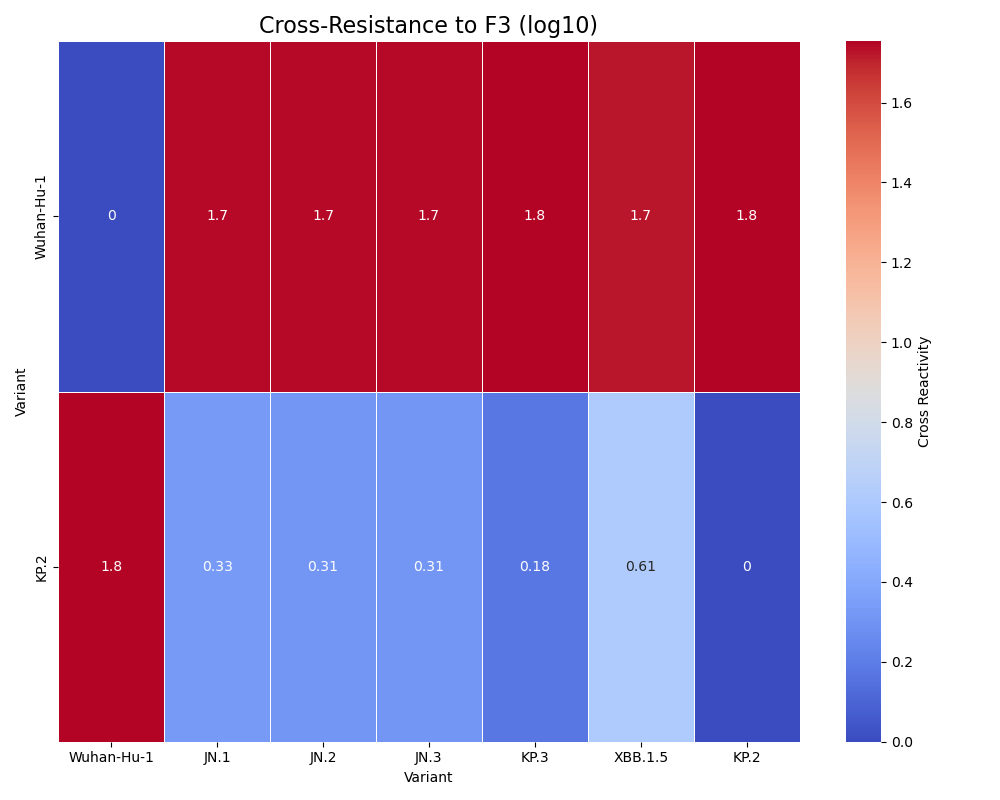 Cross-Resistance to F3 (log10)
Wuhan-Hu-1
0 1.7 1.7 1.7 1.8 1.7 1.8
Variant
KP.2
1.8 0.33 0.31 0.31 0.18 0.61 0
Wuhan-Hu-1 JN.1 JN.2 JN.3 KP.3 XBB.1.5 KP.2
Variant
1.6
1.4
1.2
1.0
0.8
0.6
0.4
0.2
0.0
Cross Reactivity